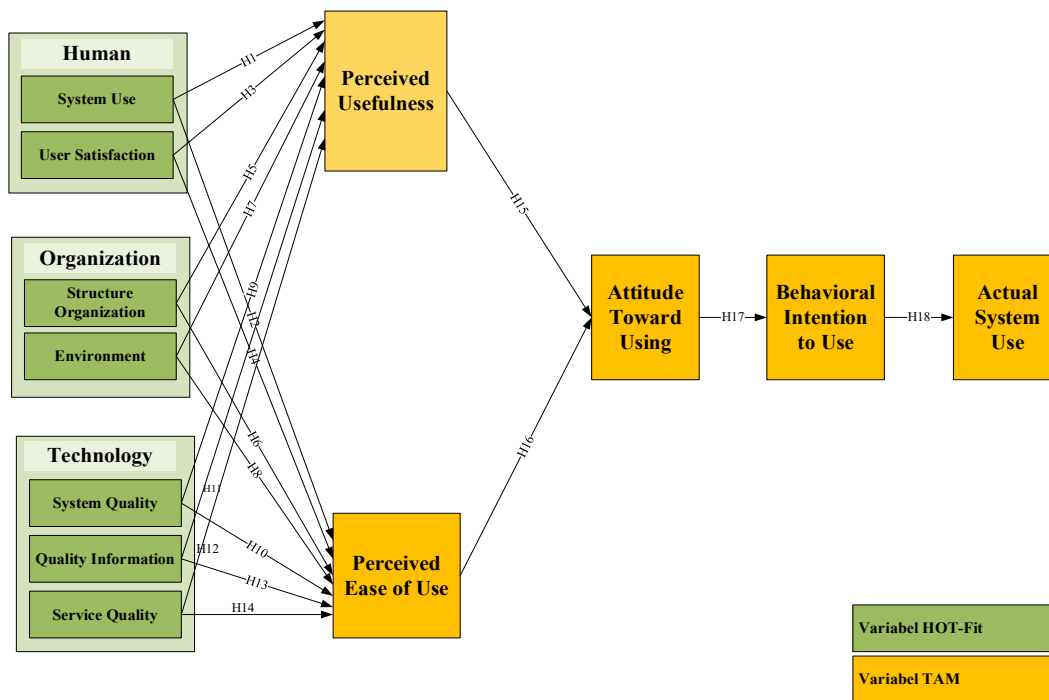 Human
System Use
User Satisfaction
Organization
Structure
Organization
Environment
Technology
System Quality
Quality Information
Service Quality
H1
H3
H5
H7
H9
H2
H4
H6
H8
H11
H12
H10
H13
H14
Perceived
Usefulness
Perceived
Ease of Use
H15
H16
Attitude
Toward
Using
H17
Behavioral
Intention
to Use
H18
Actual
System
Use
Variabel HOT-Fit
Variabel TAM